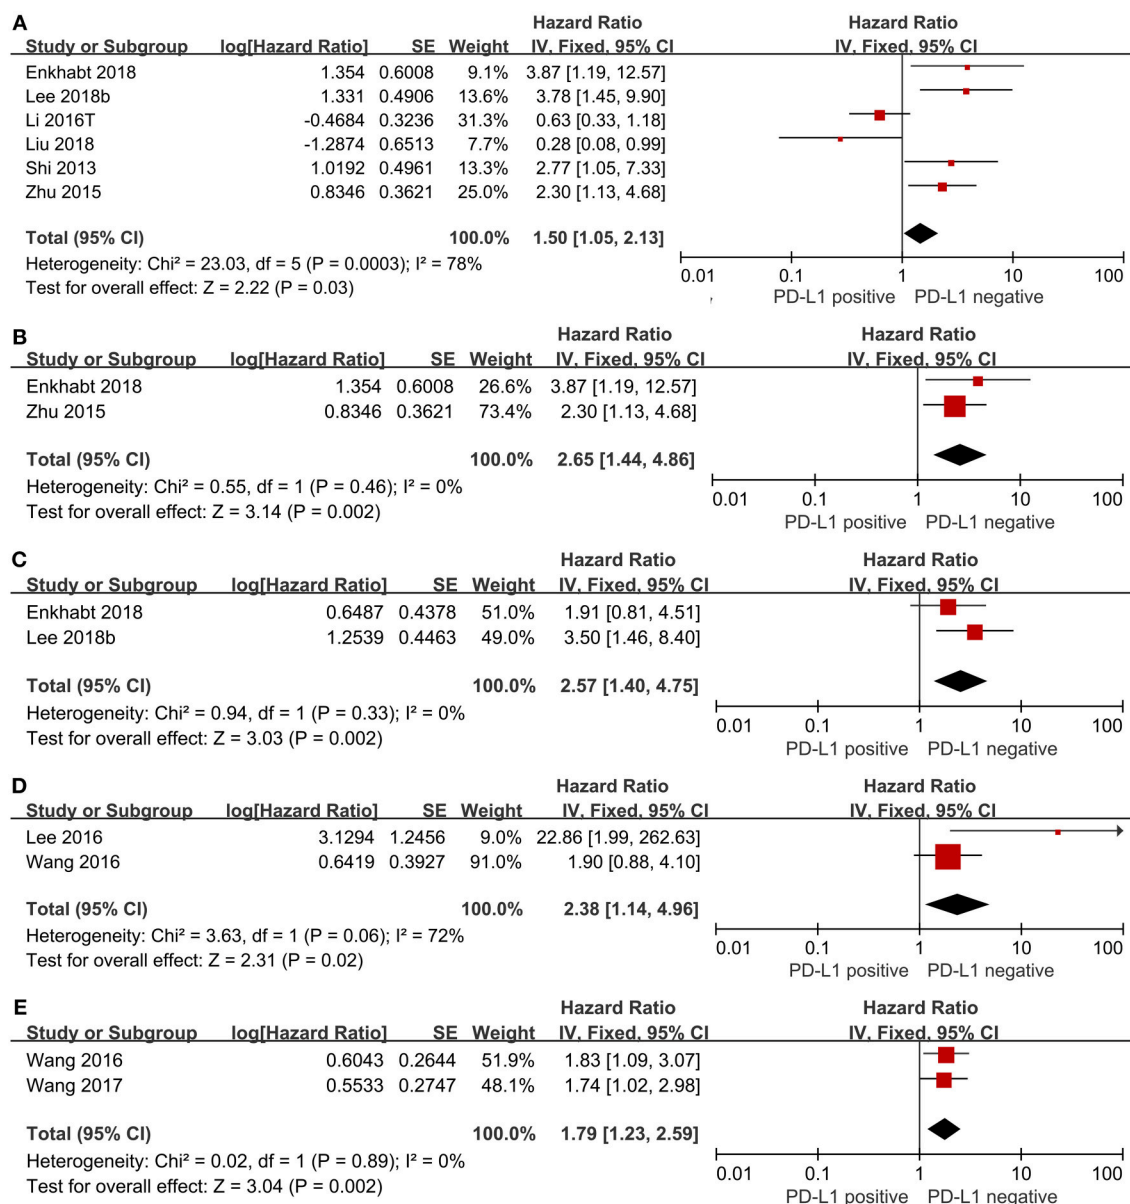 A
Hazard Ratio Hazard Ratio
Study or Subgroup log[Hazard Ratio] SE Weight IV, Fixed, 95% CI IV, Fixed, 95% CI
Enkhabt 2018 1.354 0.6008 9.1% 3.87 [1.19, 12.57]
Lee 2018b 1.331 0.4906 13.6% 3.78 [1.45, 9.90]
Li 2016T -0.4684 0.3236 31.3% 0.63 [0.33, 1.18]
Liu 2018 -1.2874 0.6513 7.7% 0.28 [0.08, 0.99]
Shi 2013 1.0192 0.4961 13.3% 2.77 [1.05, 7.33]
Zhu 2015 0.8346 0.3621 25.0% 2.30 [1.13, 4.68]
Total (95% CI) 100.0% 1.50 [1.05, 2.13]
Heterogeneity: Chi² = 23.03, df = 5 (P = 0.0003); I² = 78%
Test for overall effect: Z = 2.22 (P = 0.03)
0.01 0.1 1 10 100
PD-L1 positive PD-L1 negative
B
Hazard Ratio Hazard Ratio
Study or Subgroup log[Hazard Ratio] SE Weight IV, Fixed, 95% CI IV, Fixed, 95% CI
Enkhabt 2018 1.354 0.6008 26.6% 3.87 [1.19, 12.57]
Zhu 2015 0.8346 0.3621 73.4% 2.30 [1.13, 4.68]
Total (95% CI) 100.0% 2.65 [1.44, 4.86]
Heterogeneity: Chi² = 0.55, df = 1 (P = 0.46); I² = 0%
Test for overall effect: Z = 3.14 (P = 0.002)
0.01 0.1 1 10 100
PD-L1 positive PD-L1 negative
C
Hazard Ratio Hazard Ratio
Study or Subgroup log[Hazard Ratio] SE Weight IV, Fixed, 95% CI IV, Fixed, 95% CI
Enkhabt 2018 0.6487 0.4378 51.0% 1.91 [0.81, 4.51]
Lee 2018b 1.2539 0.4463 49.0% 3.50 [1.46, 8.40]
Total (95% CI) 100.0% 2.57 [1.40, 4.75]
Heterogeneity: Chi² = 0.94, df = 1 (P = 0.33); I² = 0%
Test for overall effect: Z = 3.03 (P = 0.002)
0.01 0.1 1 10 100
PD-L1 positive PD-L1 negative
D
Hazard Ratio Hazard Ratio
Study or Subgroup log[Hazard Ratio] SE Weight IV, Fixed, 95% CI IV, Fixed, 95% CI
Lee 2016 3.1294 1.2456 9.0% 22.86 [1.99, 262.63]
Wang 2016 0.6419 0.3927 91.0% 1.90 [0.88, 4.10]
Total (95% CI) 100.0% 2.38 [1.14, 4.96]
Heterogeneity: Chi² = 3.63, df = 1 (P = 0.06); I² = 72%
Test for overall effect: Z = 2.31 (P = 0.02)
0.01 0.1 1 10 100
PD-L1 positive PD-L1 negative
E
Hazard Ratio Hazard Ratio
Study or Subgroup log[Hazard Ratio] SE Weight IV, Fixed, 95% CI IV, Fixed, 95% CI
Wang 2016 0.6043 0.2644 51.9% 1.83 [1.09, 3.07]
Wang 2017 0.5533 0.2747 48.1% 1.74 [1.02, 2.98]
Total (95% CI) 100.0% 1.79 [1.23, 2.59]
Heterogeneity: Chi² = 0.02, df = 1 (P = 0.89); I² = 0%
Test for overall effect: Z = 3.04 (P = 0.002)
0.01 0.1 1 10 100
PD-L1 positive PD-L1 negative